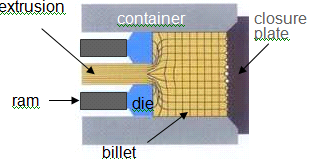 extrusion
container
closure
plate
ram
die
billet